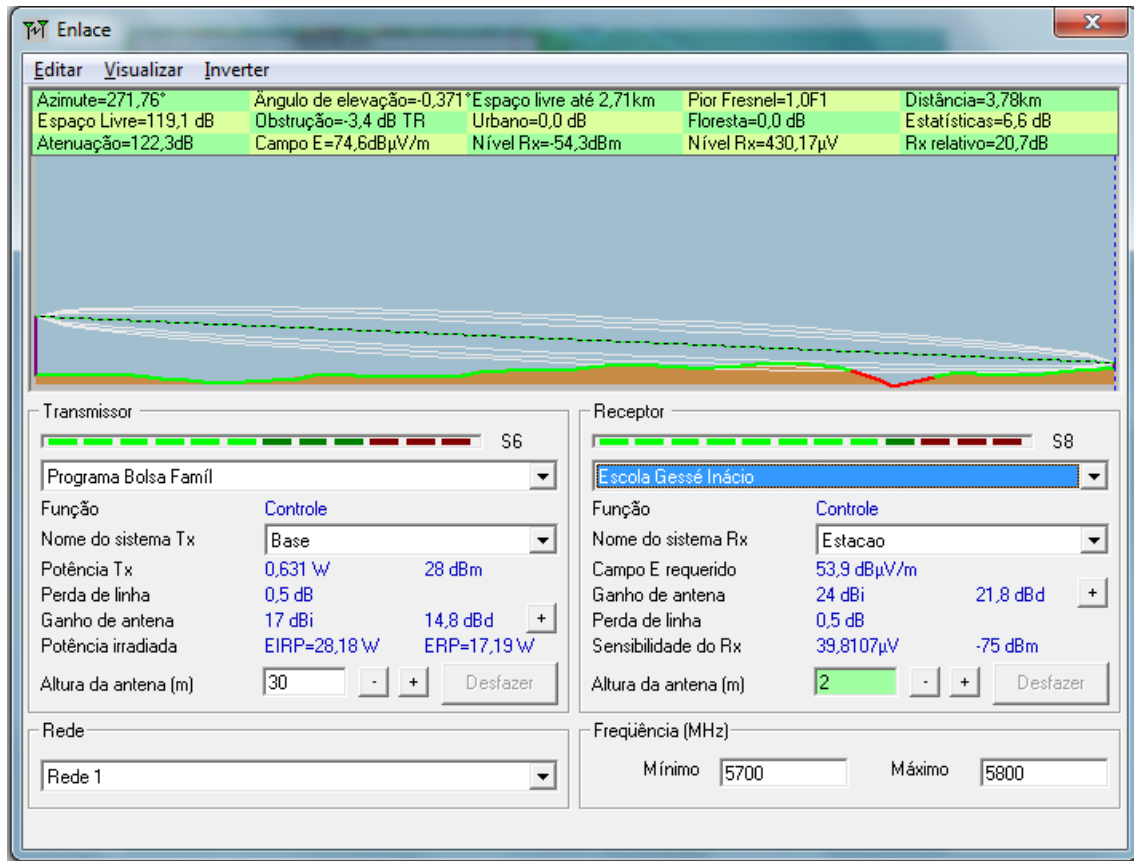 Enlace
Editar Visualizar Inverter
Azimute=271,76° Ângulo de elevação=-0,371° Espaço livre até 2,71km Pior Fresnel=1,0F1 Distância=3,78km
Espaço Livre=119,1 dB Obstrução=-3,4 dB TR Urbano=0,0 dB Floresta=0,0 dB Estatísticas=6,6 dB
Atenuação=122,3dB Campo E=74,6dBµV/m Nível Rx=-54,3dBm Nível Rx=430,17µV Rx relativo=20,7dB
Transmissor
S6
Programa Bolsa Famíl
Função Controle
Nome do sistema Tx Base
Potência Tx 0,631 W 28 dBm
Perda de linha 0,5 dB
Ganho de antena 17 dBi 14,8 dBd +
Potência irradiada EIRP=28,18 W ERP=17,19 W
Altura da antena (m) 30 - + Desfazer
Rede
Rede 1
Receptor
S8
Escola Gessé Inácio
Função Controle
Nome do sistema Rx Estacao
Campo E requerido 53,9 dBµV/m
Ganho de antena 24 dBi 21,8 dBd +
Perda de linha 0,5 dB
Sensibilidade do Rx 39,8107µV -75 dBm
Altura da antena (m) 2 - + Desfazer
Freqüência (MHz)
Mínimo 5700 Máximo 5800